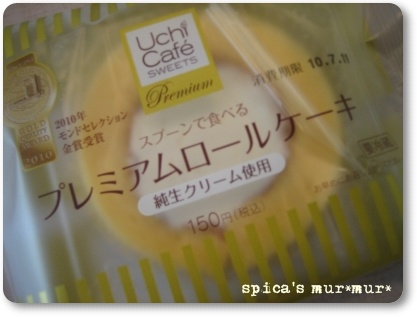 Uchi
Café
SWEETS
Premium
消費期限 10.7.11
2010年
モンドセレクション
金賞受賞
GOLD
2010
スプーンで食べる
プレミアムロールケーキ
純生クリーム使用
150円(税込)
spica's mur*mur*